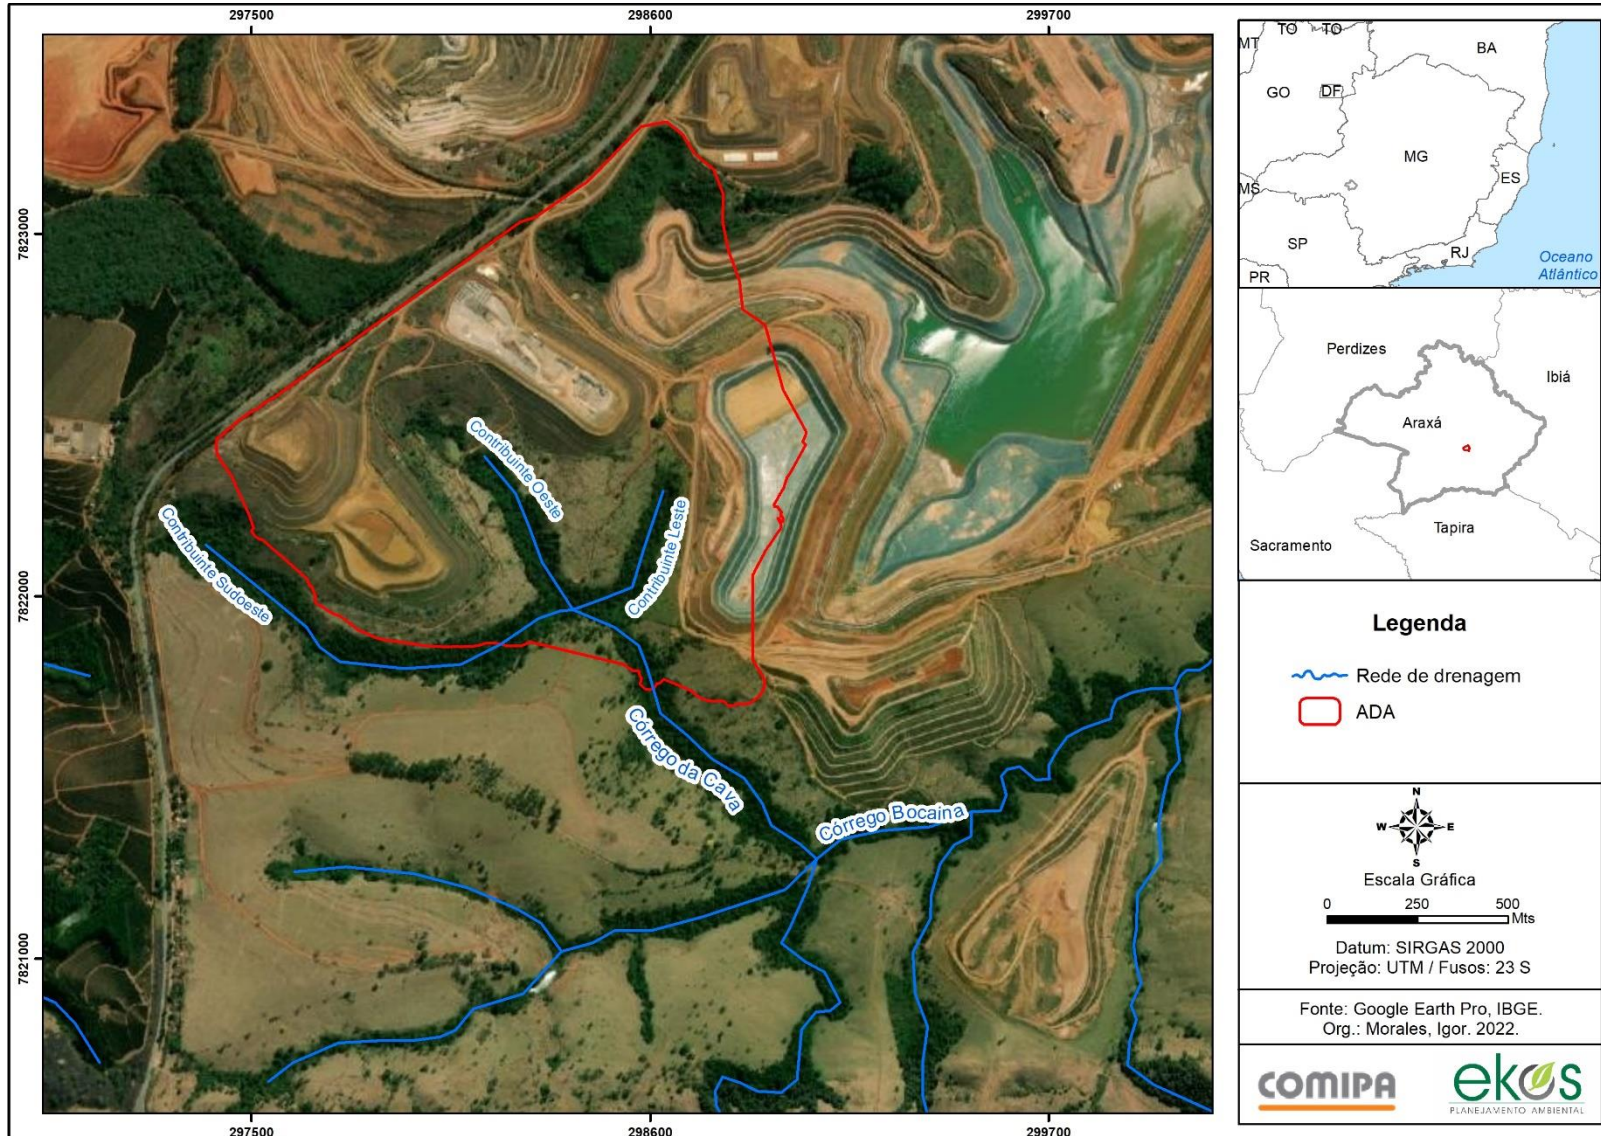 297500
298600
299700
7823000
7822000
7821000
Contribuinte Oeste
Contribuinte Leste
Contribuinte Sudoeste
Córrego da Cava
Córrego Bocaina
297500
298600
299700
MT
TO
TO
BA
GO
DF
MG
MS
ES
SP
RJ
PR
Oceano
Atlântico
Perdizes
Ibiá
Araxá
Tapira
Sacramento
Legenda
Rede de drenagem
ADA
N
W
E
S
Escala Gráfica
0 250 500
Mts
Datum: SIRGAS 2000
Projeção: UTM / Fusos: 23 S
Fonte: Google Earth Pro, IBGE.
Org.: Morales, Igor. 2022.
COMIPA
ekos
PLANEJAMENTO AMBIENTAL